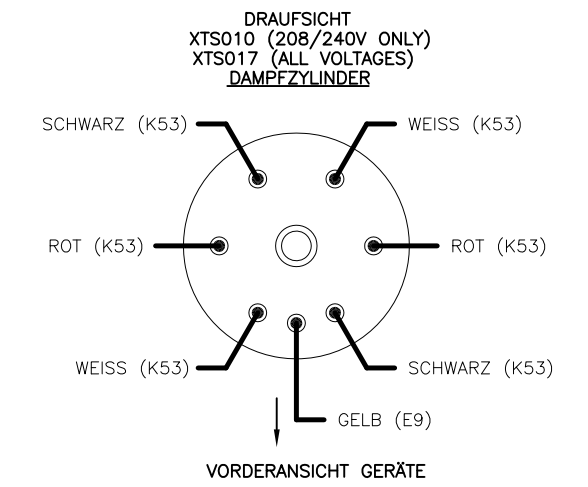 DRAUFSICHT
XTS010 (208/240V ONLY)
XTS017 (ALL VOLTAGES)
DAMPFZYLINDER
SCHWARZ (K53)
WEISS (K53)
ROT (K53)
ROT (K53)
WEISS (K53)
SCHWARZ (K53)
GELB (E9)
VORDERANSICHT GERÄTE